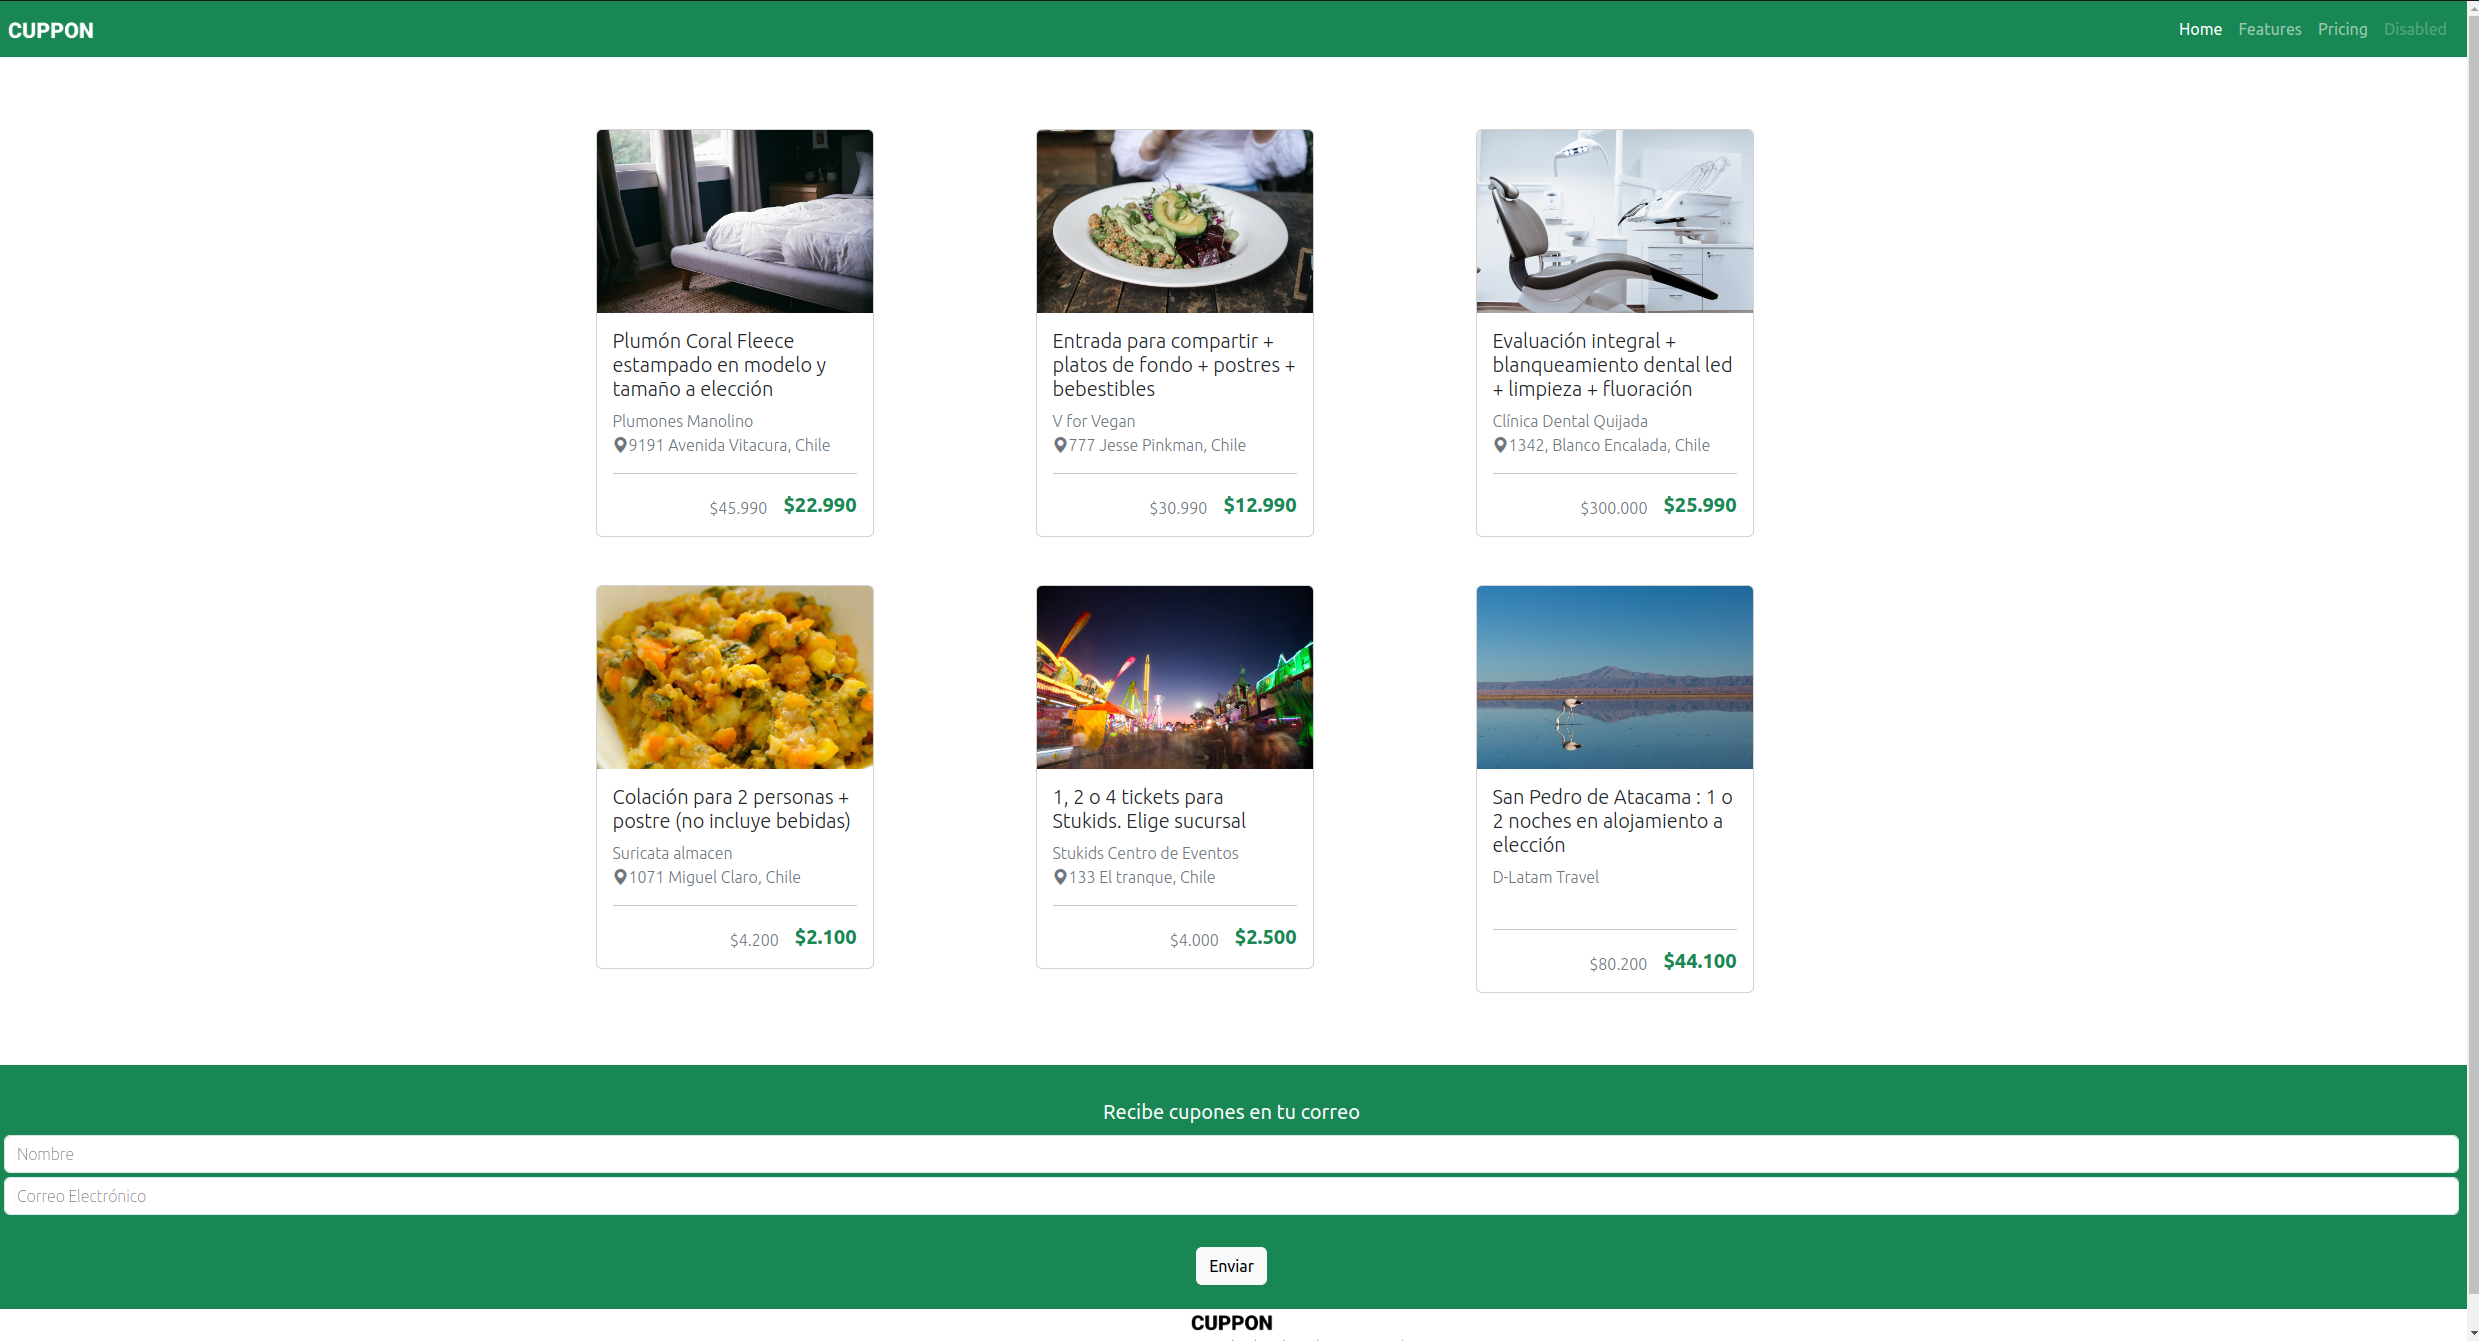 CUPPON
Home Features Pricing Disabled
Plumón Coral Fleece
estampado en modelo y
tamaño a elección
Plumones Manolino
9191 Avenida Vitacura, Chile
$45.990 $22.990
Entrada para compartir +
platos de fondo + postres +
bebestibles
V for Vegan
777 Jesse Pinkman, Chile
$30.990 $12.990
Evaluación integral +
blanqueamiento dental led
+ limpieza + fluoración
Clínica Dental Quijada
1342, Blanco Encalada, Chile
$300.000 $25.990
Colación para 2 personas +
postre (no incluye bebidas)
Suricata almacen
1071 Miguel Claro, Chile
$4.200 $2.100
1, 2 o 4 tickets para
Stukids. Elige sucursal
Stukids Centro de Eventos
133 El tranque, Chile
$4.000 $2.500
San Pedro de Atacama : 1 o
2 noches en alojamiento a
elección
D-Latam Travel
$80.200 $44.100
Recibe cupones en tu correo
Nombre
Correo Electrónico
Enviar
CUPPON